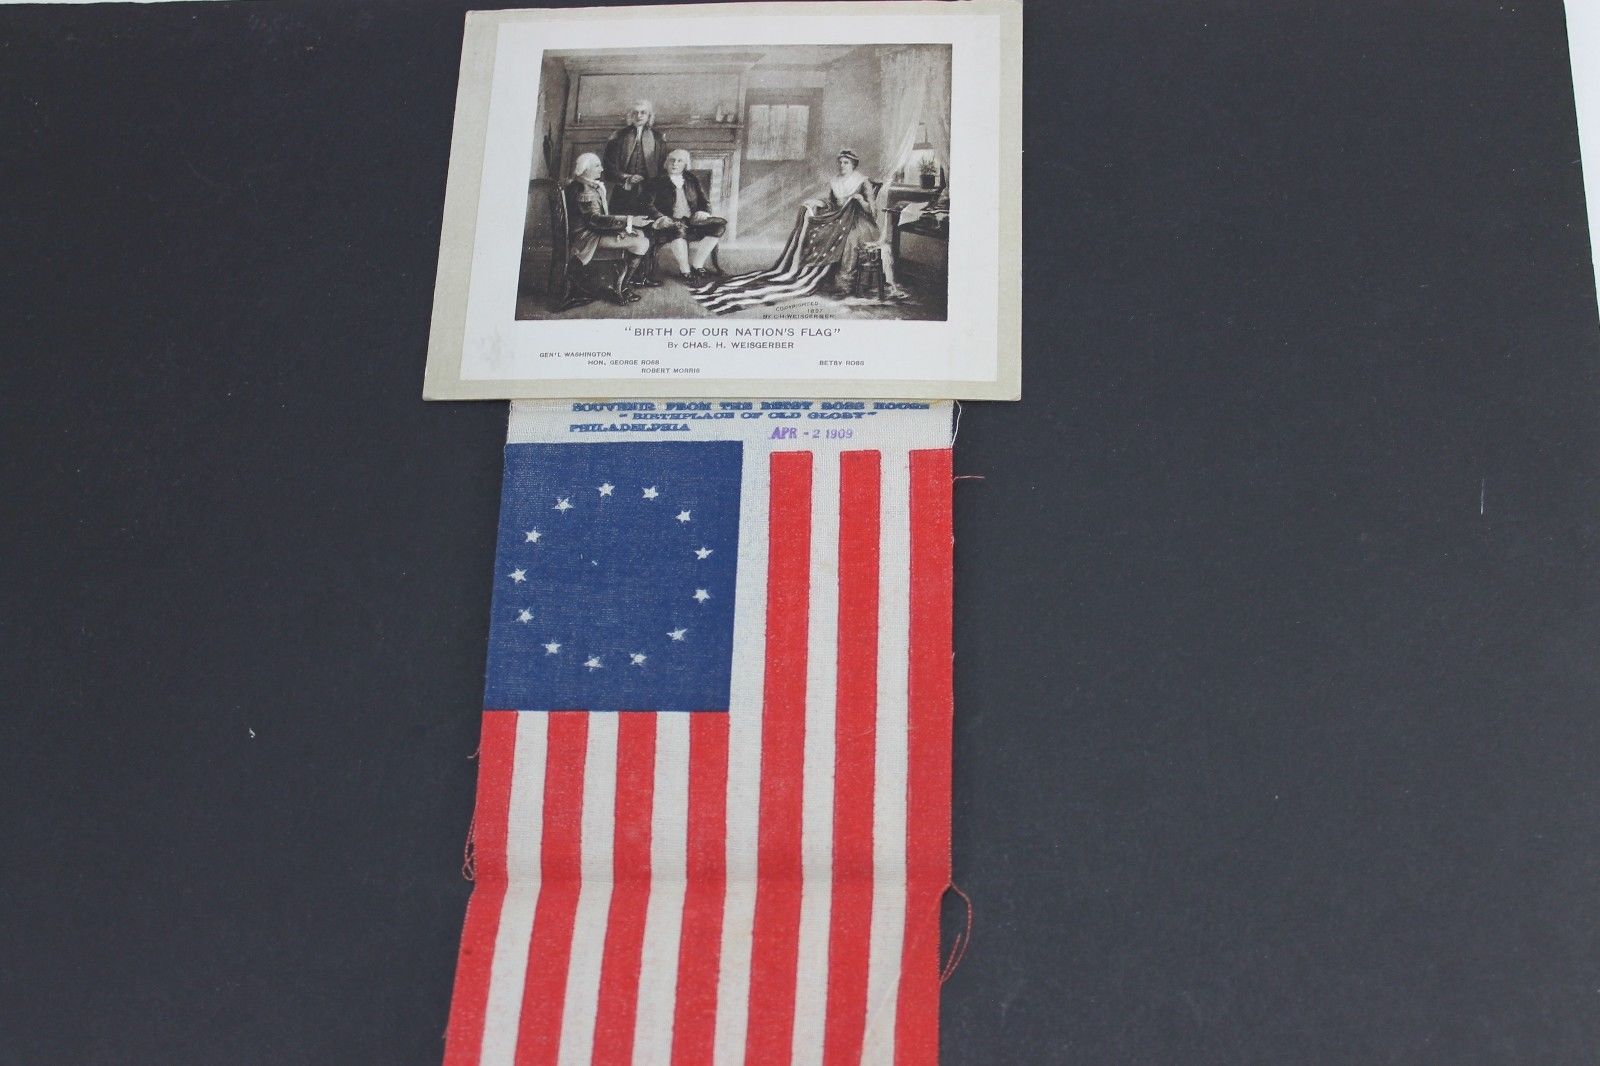 COPYRIGHTED
1897
BY C.H. WEISGERBER
"BIRTH OF OUR NATION'S FLAG"
BY CHAS. H. WEISGERBER
GEN'L WASHINGTON
HON. GEORGE ROSS
ROBERT MORRIS
BETSY ROSS
SOUVENIR FROM THE BETSY ROSS HOUSE
"BIRTHPLACE OF OLD GLORY"
PHILADELPHIA
APR - 2 1909